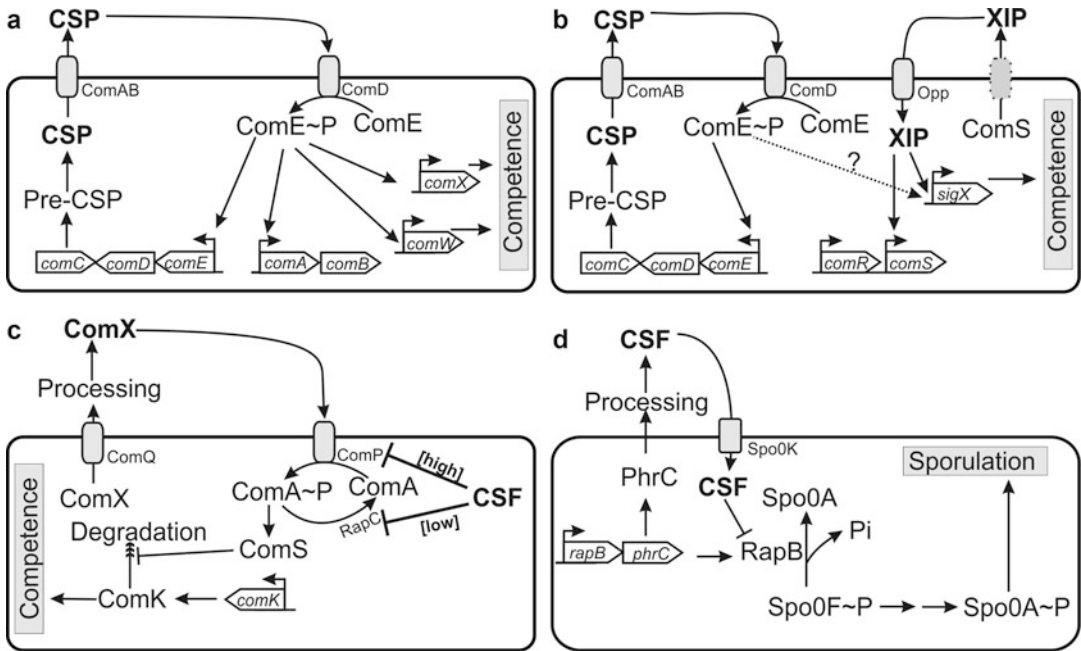 a
CSP
ComAB
ComD
CSP
ComE~P
ComE
Pre-CSP
comX
comW
comC
comD
comE
comA
comB
Competence
b
CSP
XIP
ComAB
ComD
Opp
CSP
ComE~P
ComE
XIP
ComS
?
Pre-CSP
sigX
comC
comD
comE
comR
comS
Competence
c
ComX
Processing
ComQ
ComP
[high]
ComX
ComA~P
ComA
CSF
RapC
[low]
Degradation
ComS
ComK
comK
Competence
d
CSF
Processing
Spo0K
Sporulation
PhrC
CSF
Spo0A
Pi
rapB
phrC
RapB
Spo0F~P
Spo0A~P